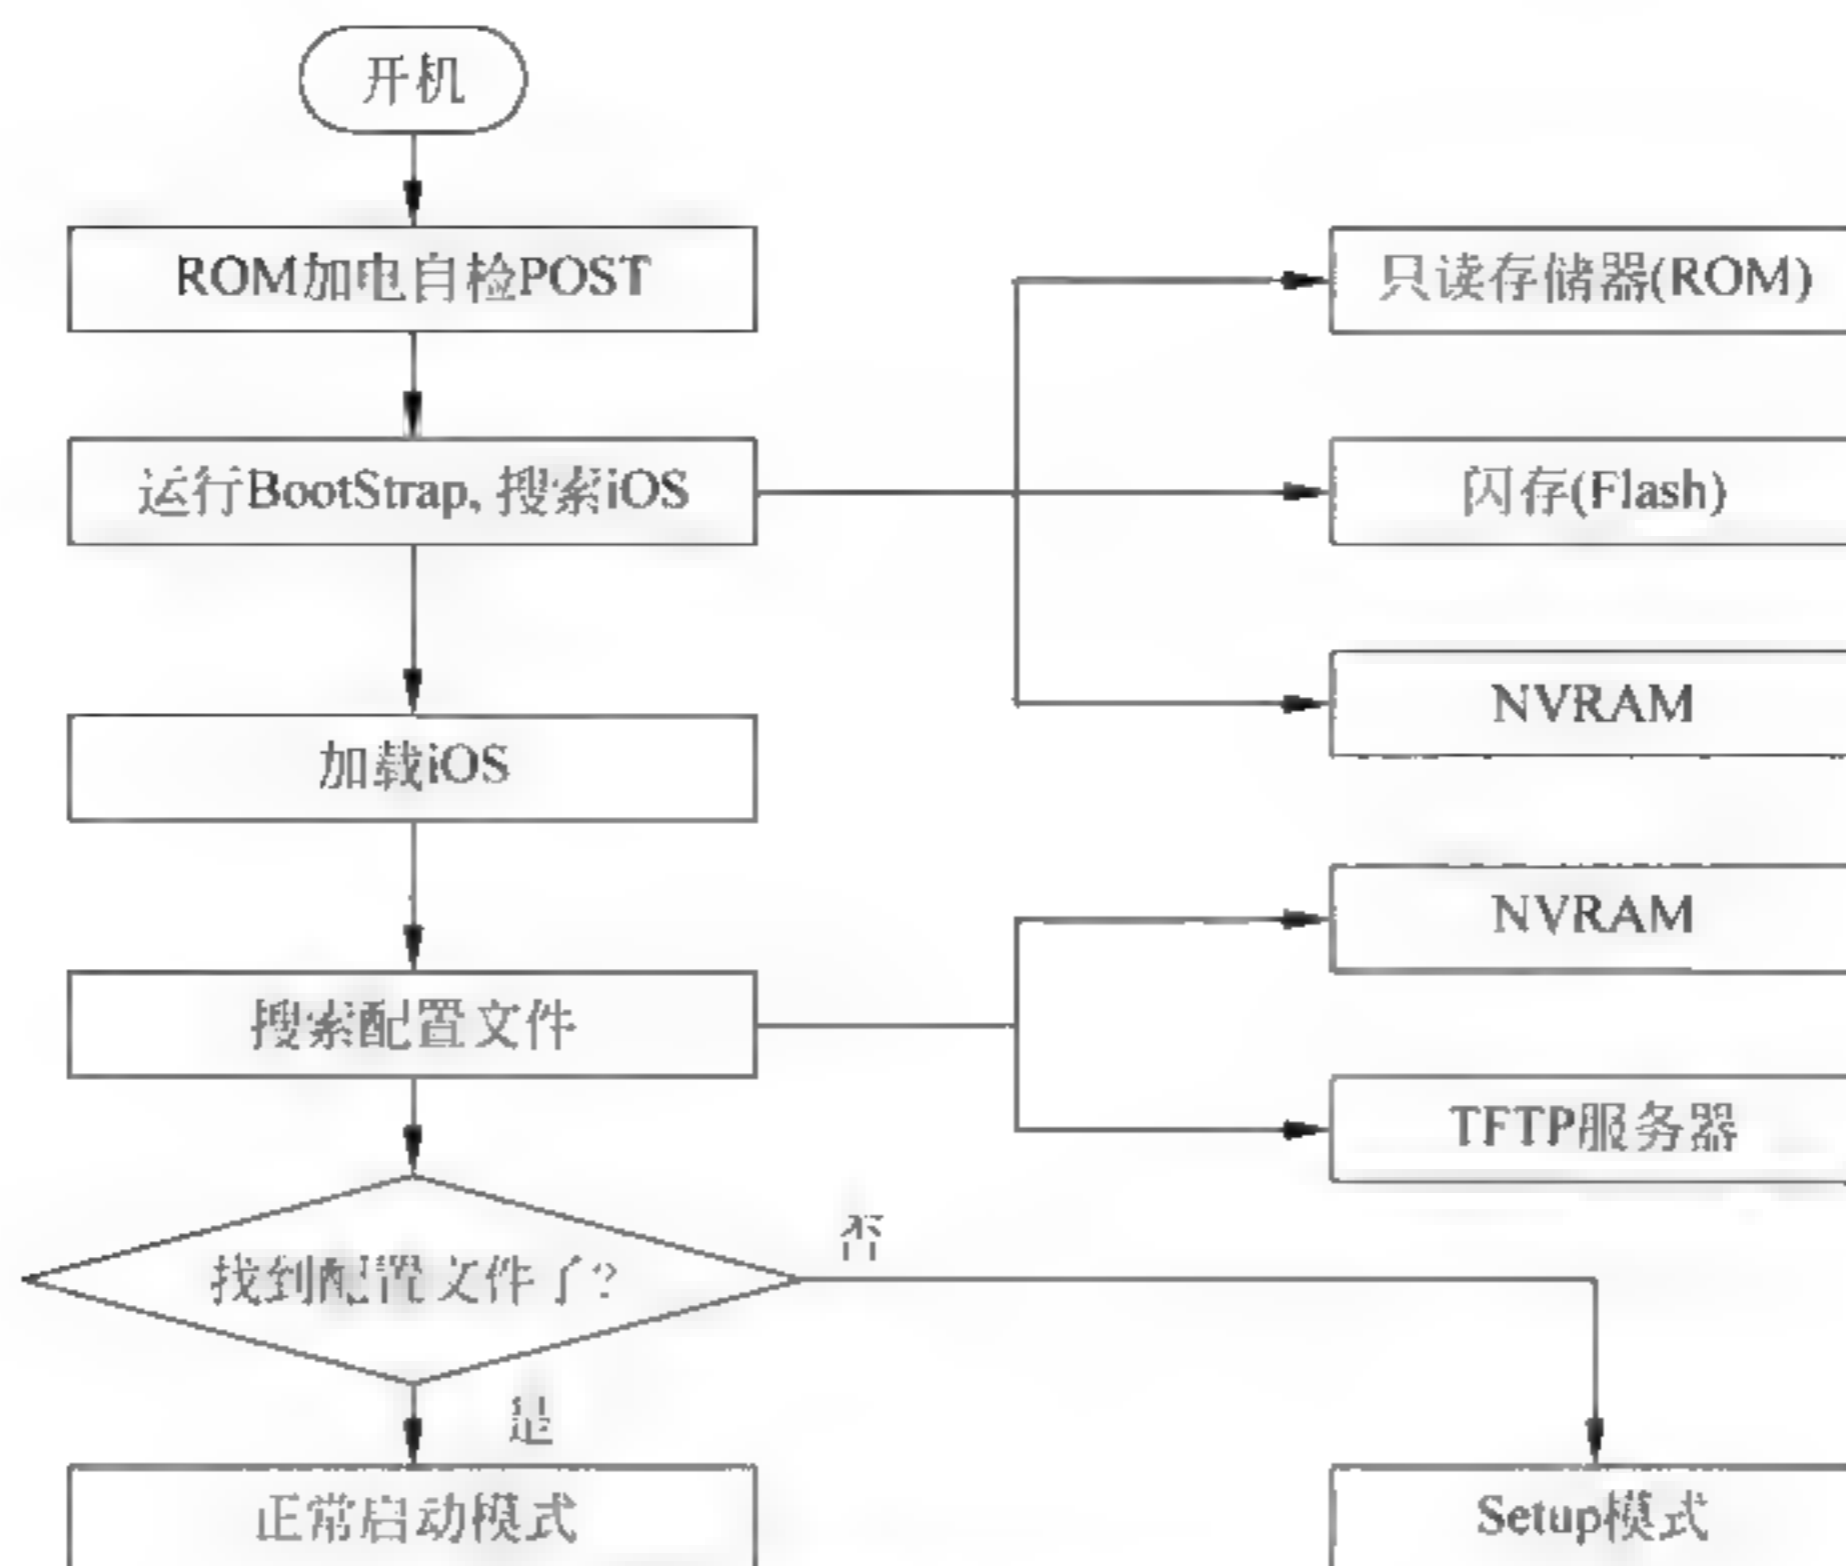 开机
ROM加电自检POST
只读存储器(ROM)
运行BootStrap, 搜索iOS
闪存(Flash)
NVRAM
加载iOS
NVRAM
搜索配置文件
TFTP服务器
否
找到配置文件了?
是
正常启动模式
Setup模式